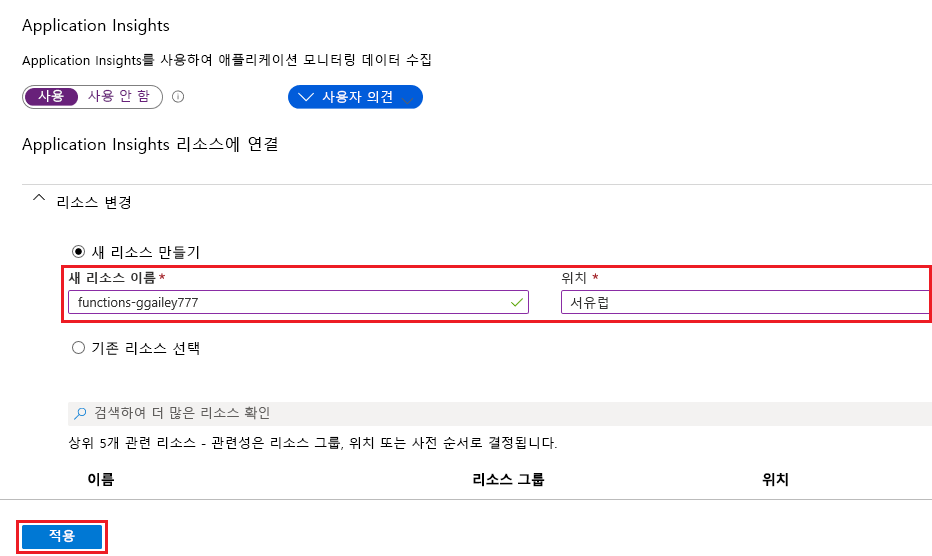 Application Insights
Application Insights를 사용하여 애플리케이션 모니터링 데이터 수집
사용 사용 안 함 사용자 의견
Application Insights 리소스에 연결
리소스 변경
새 리소스 만들기
새 리소스 이름* 위치 *
functions-ggailey777 서유럽
기존 리소스 선택
검색하여 더 많은 리소스 확인
상위 5개 관련 리소스 - 관련성은 리소스 그룹, 위치 또는 사전 순서로 결정됩니다.
이름 리소스 그룹 위치
적용